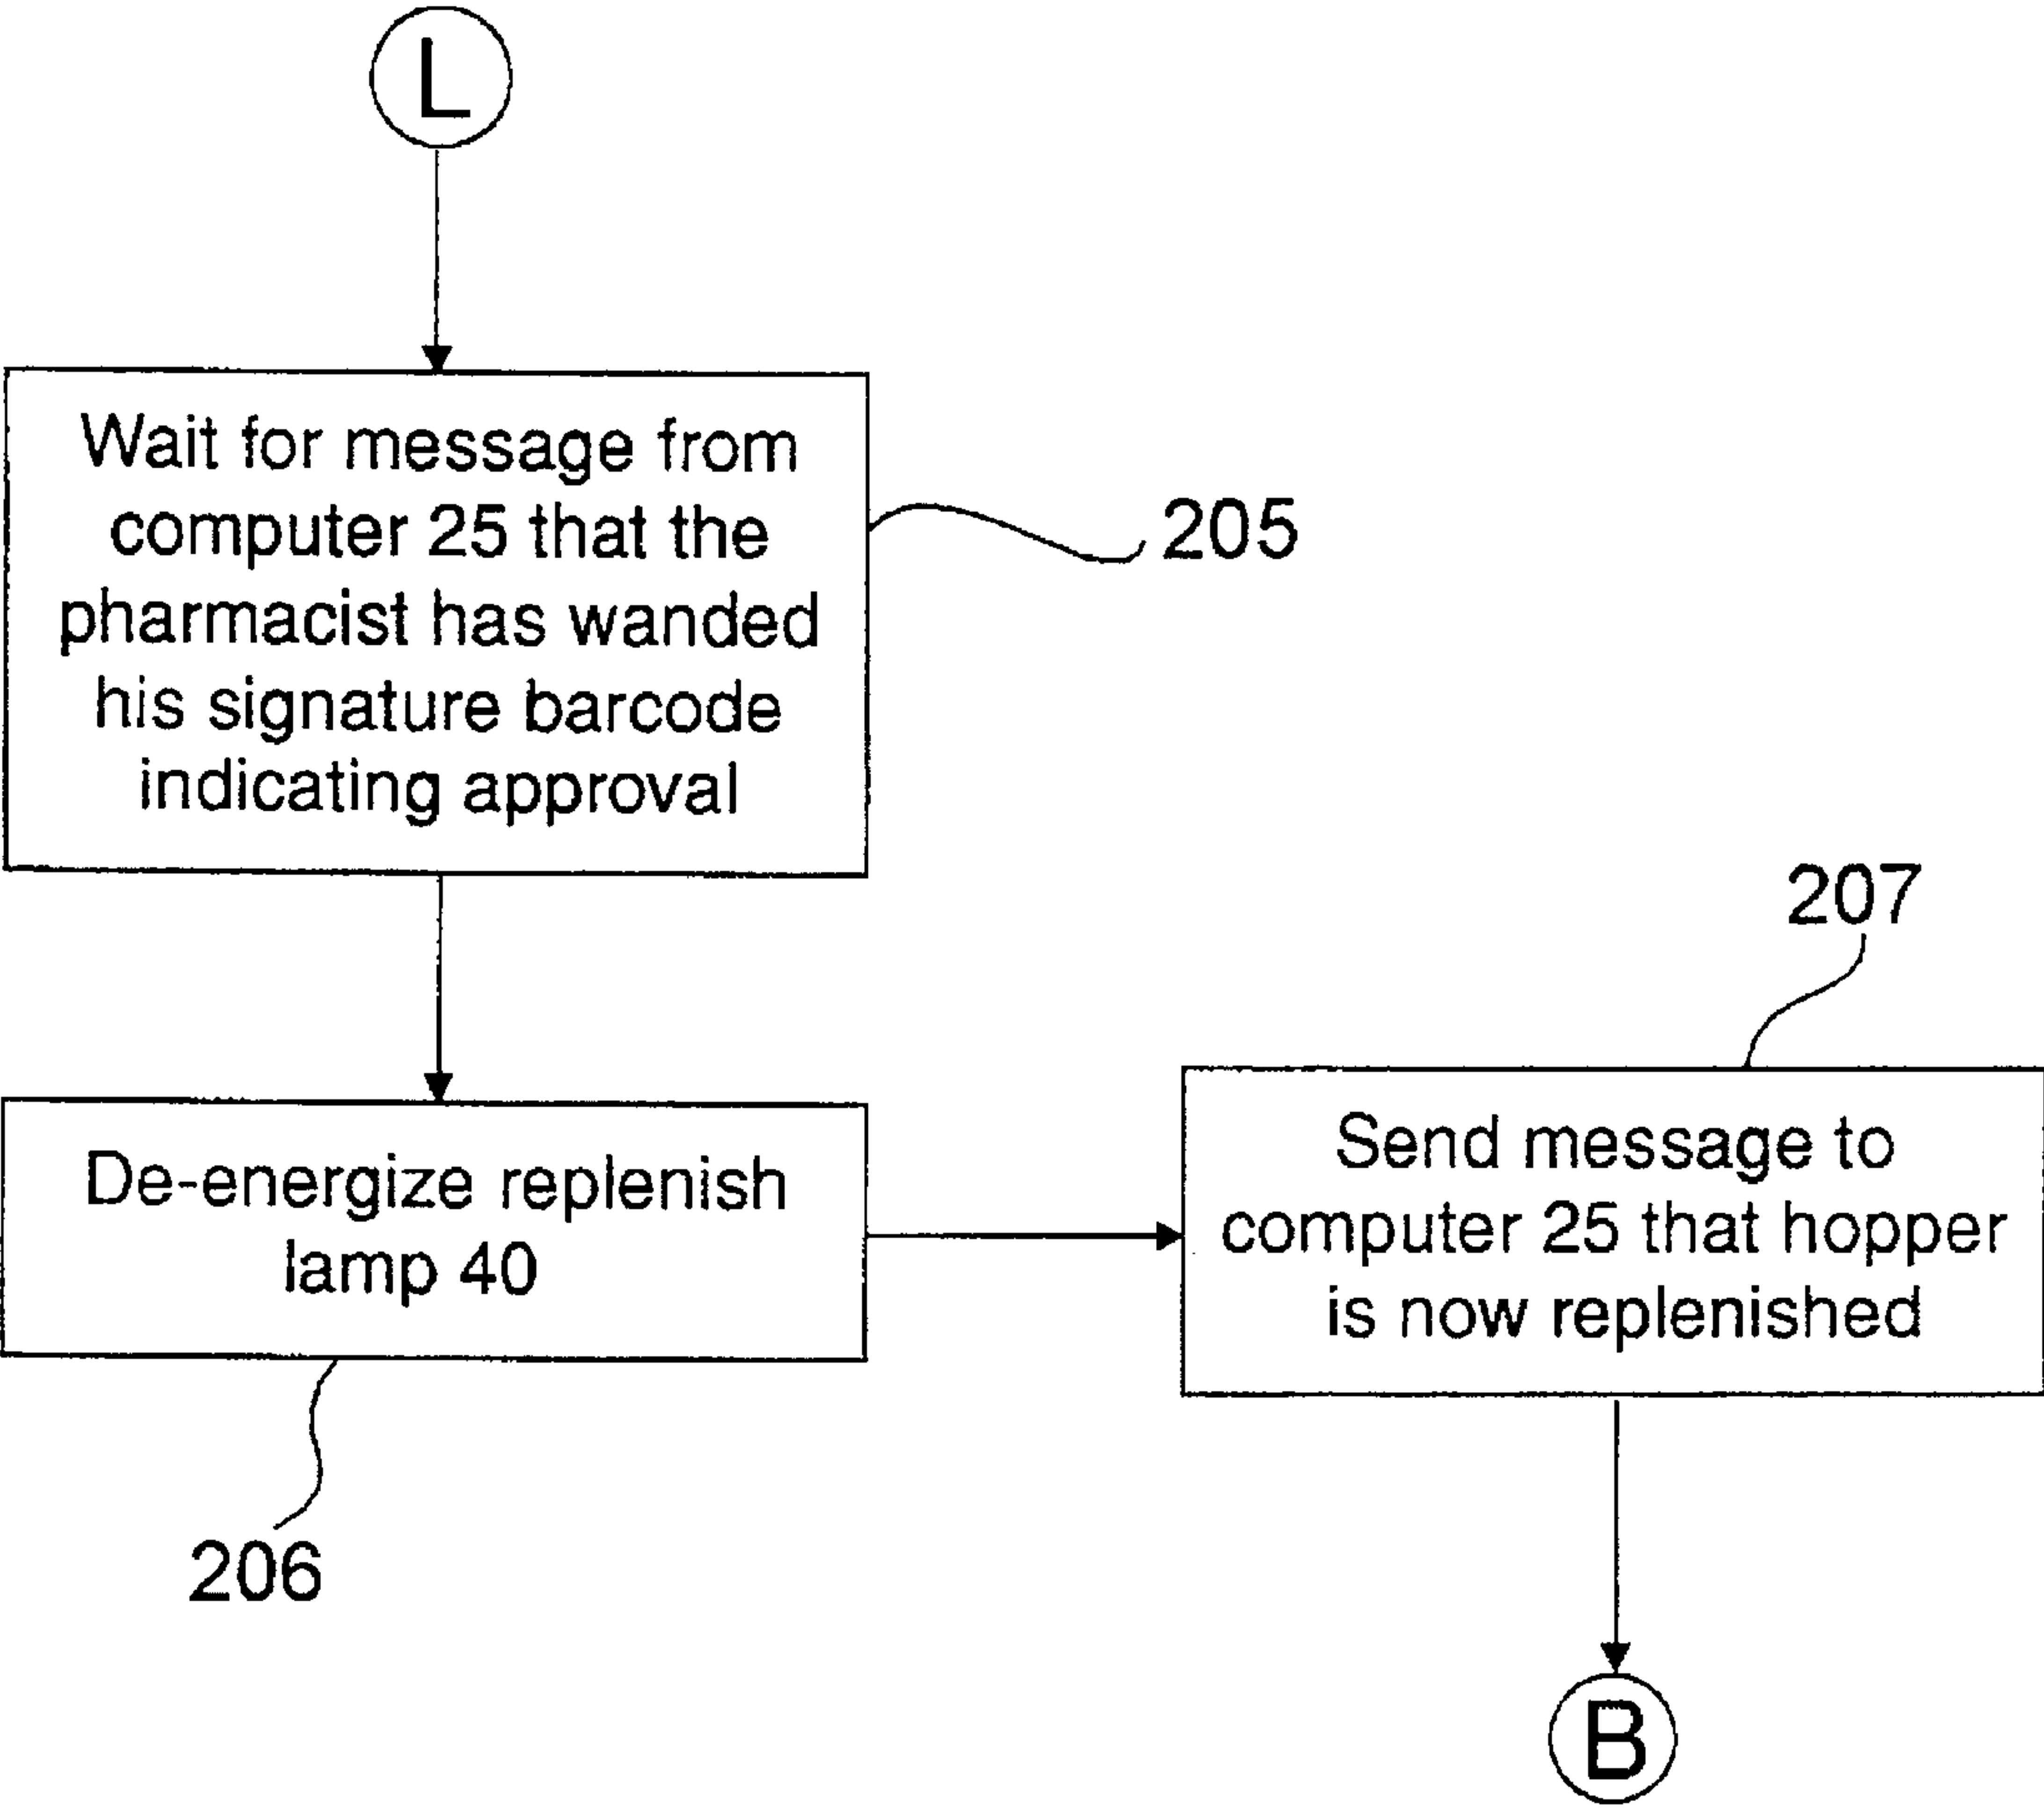 L
Wait for message from
computer 25 that the
pharmacist has wanded
his signature barcode
indicating approval
205
De-energize replenish
lamp 40
206
207
Send message to
computer 25 that hopper
is now replenished
B